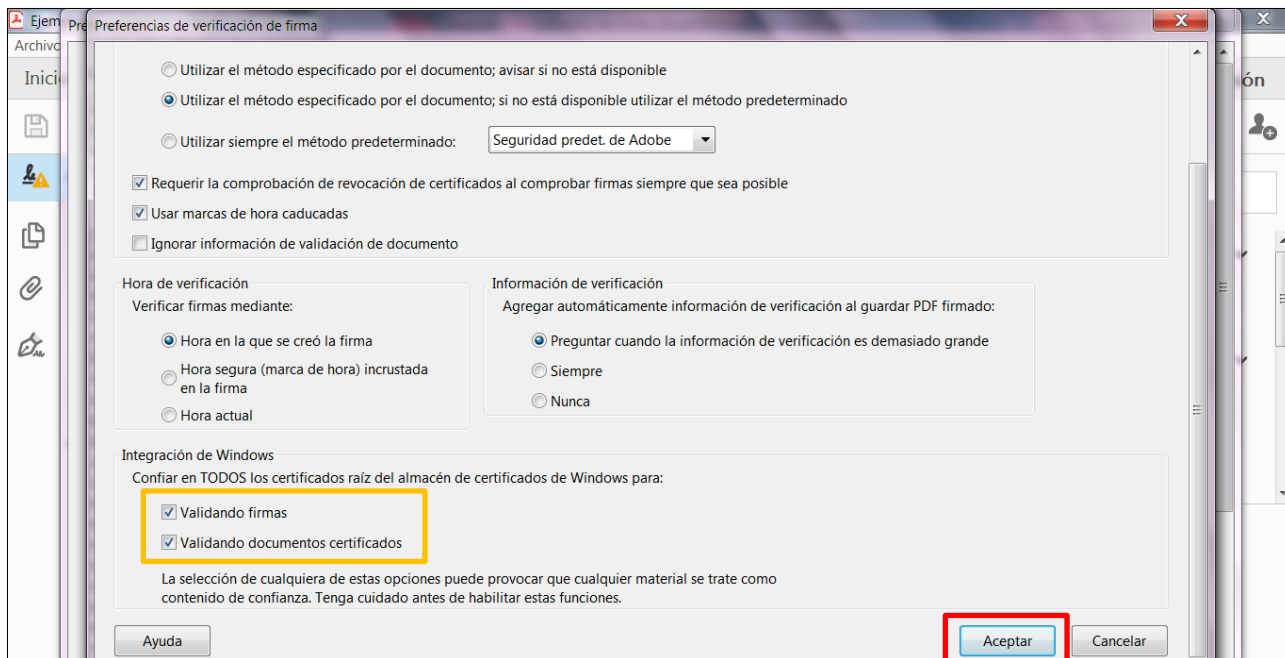 Ejem
Pre
Preferencias de verificación de firma
Archivo
Inici
ón
Utilizar el método especificado por el documento; avisar si no está disponible
Utilizar el método especificado por el documento; si no está disponible utilizar el método predeterminado
Utilizar siempre el método predeterminado: Seguridad predet. de Adobe
Requerir la comprobación de revocación de certificados al comprobar firmas siempre que sea posible
Usar marcas de hora caducadas
Ignorar información de validación de documento
Hora de verificación
Verificar firmas mediante:
Hora en la que se creó la firma
Hora segura (marca de hora) incrustada
en la firma
Hora actual
Información de verificación
Agregar automáticamente información de verificación al guardar PDF firmado:
Preguntar cuando la información de verificación es demasiado grande
Siempre
Nunca
Integración de Windows
Confiar en TODOS los certificados raíz del almacén de certificados de Windows para:
Validando firmas
Validando documentos certificados
La selección de cualquiera de estas opciones puede provocar que cualquier material se trate como
contenido de confianza. Tenga cuidado antes de habilitar estas funciones.
Ayuda
Aceptar
Cancelar